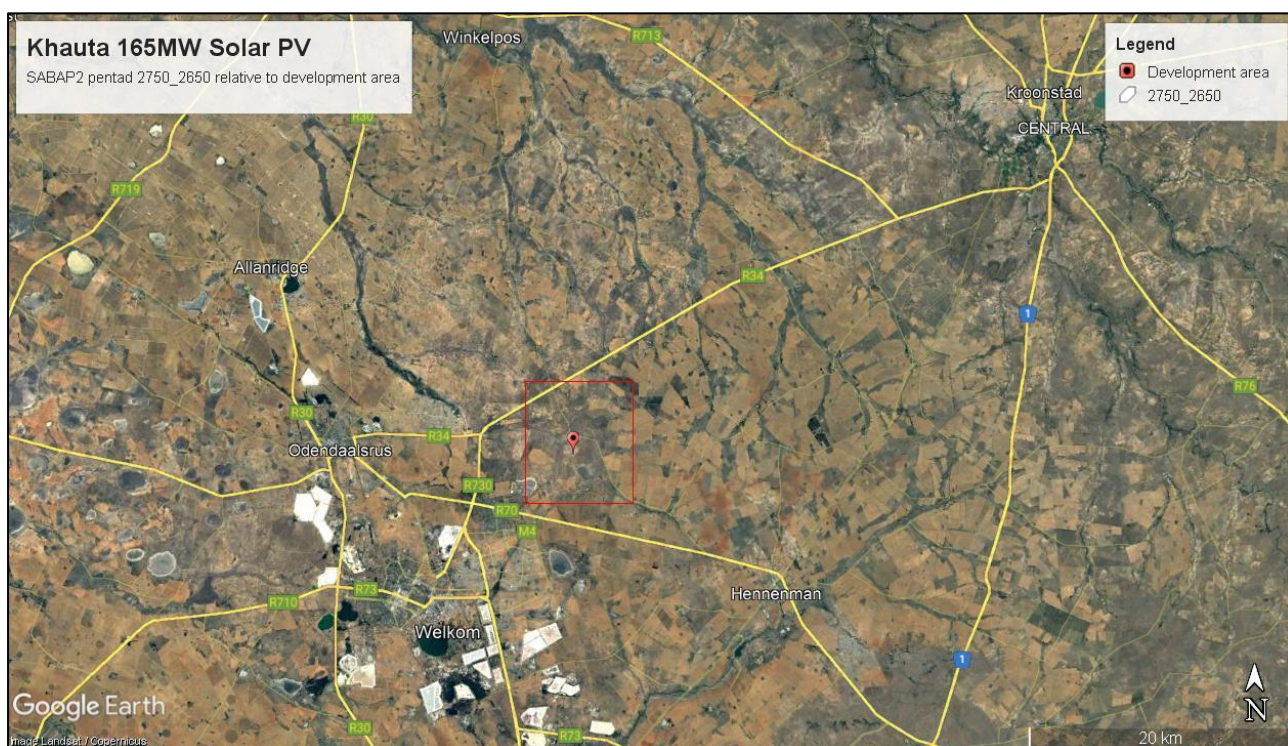 Khauta 165MW Solar PV
SABAP2 pentad 2750_2650 relative to development area
Legend
Development area
2750_2650
Winkelpos
R713
Kroonstad
CENTRAL
R30
R719
Allanridge
R34
1
R76
R30
Odendaalsrus
R34
R730
R70
M4
Hennenman
R710
R73
Welkom
1
Google Earth
N
R30
R73
20 km
Image Landsat / Copernicus